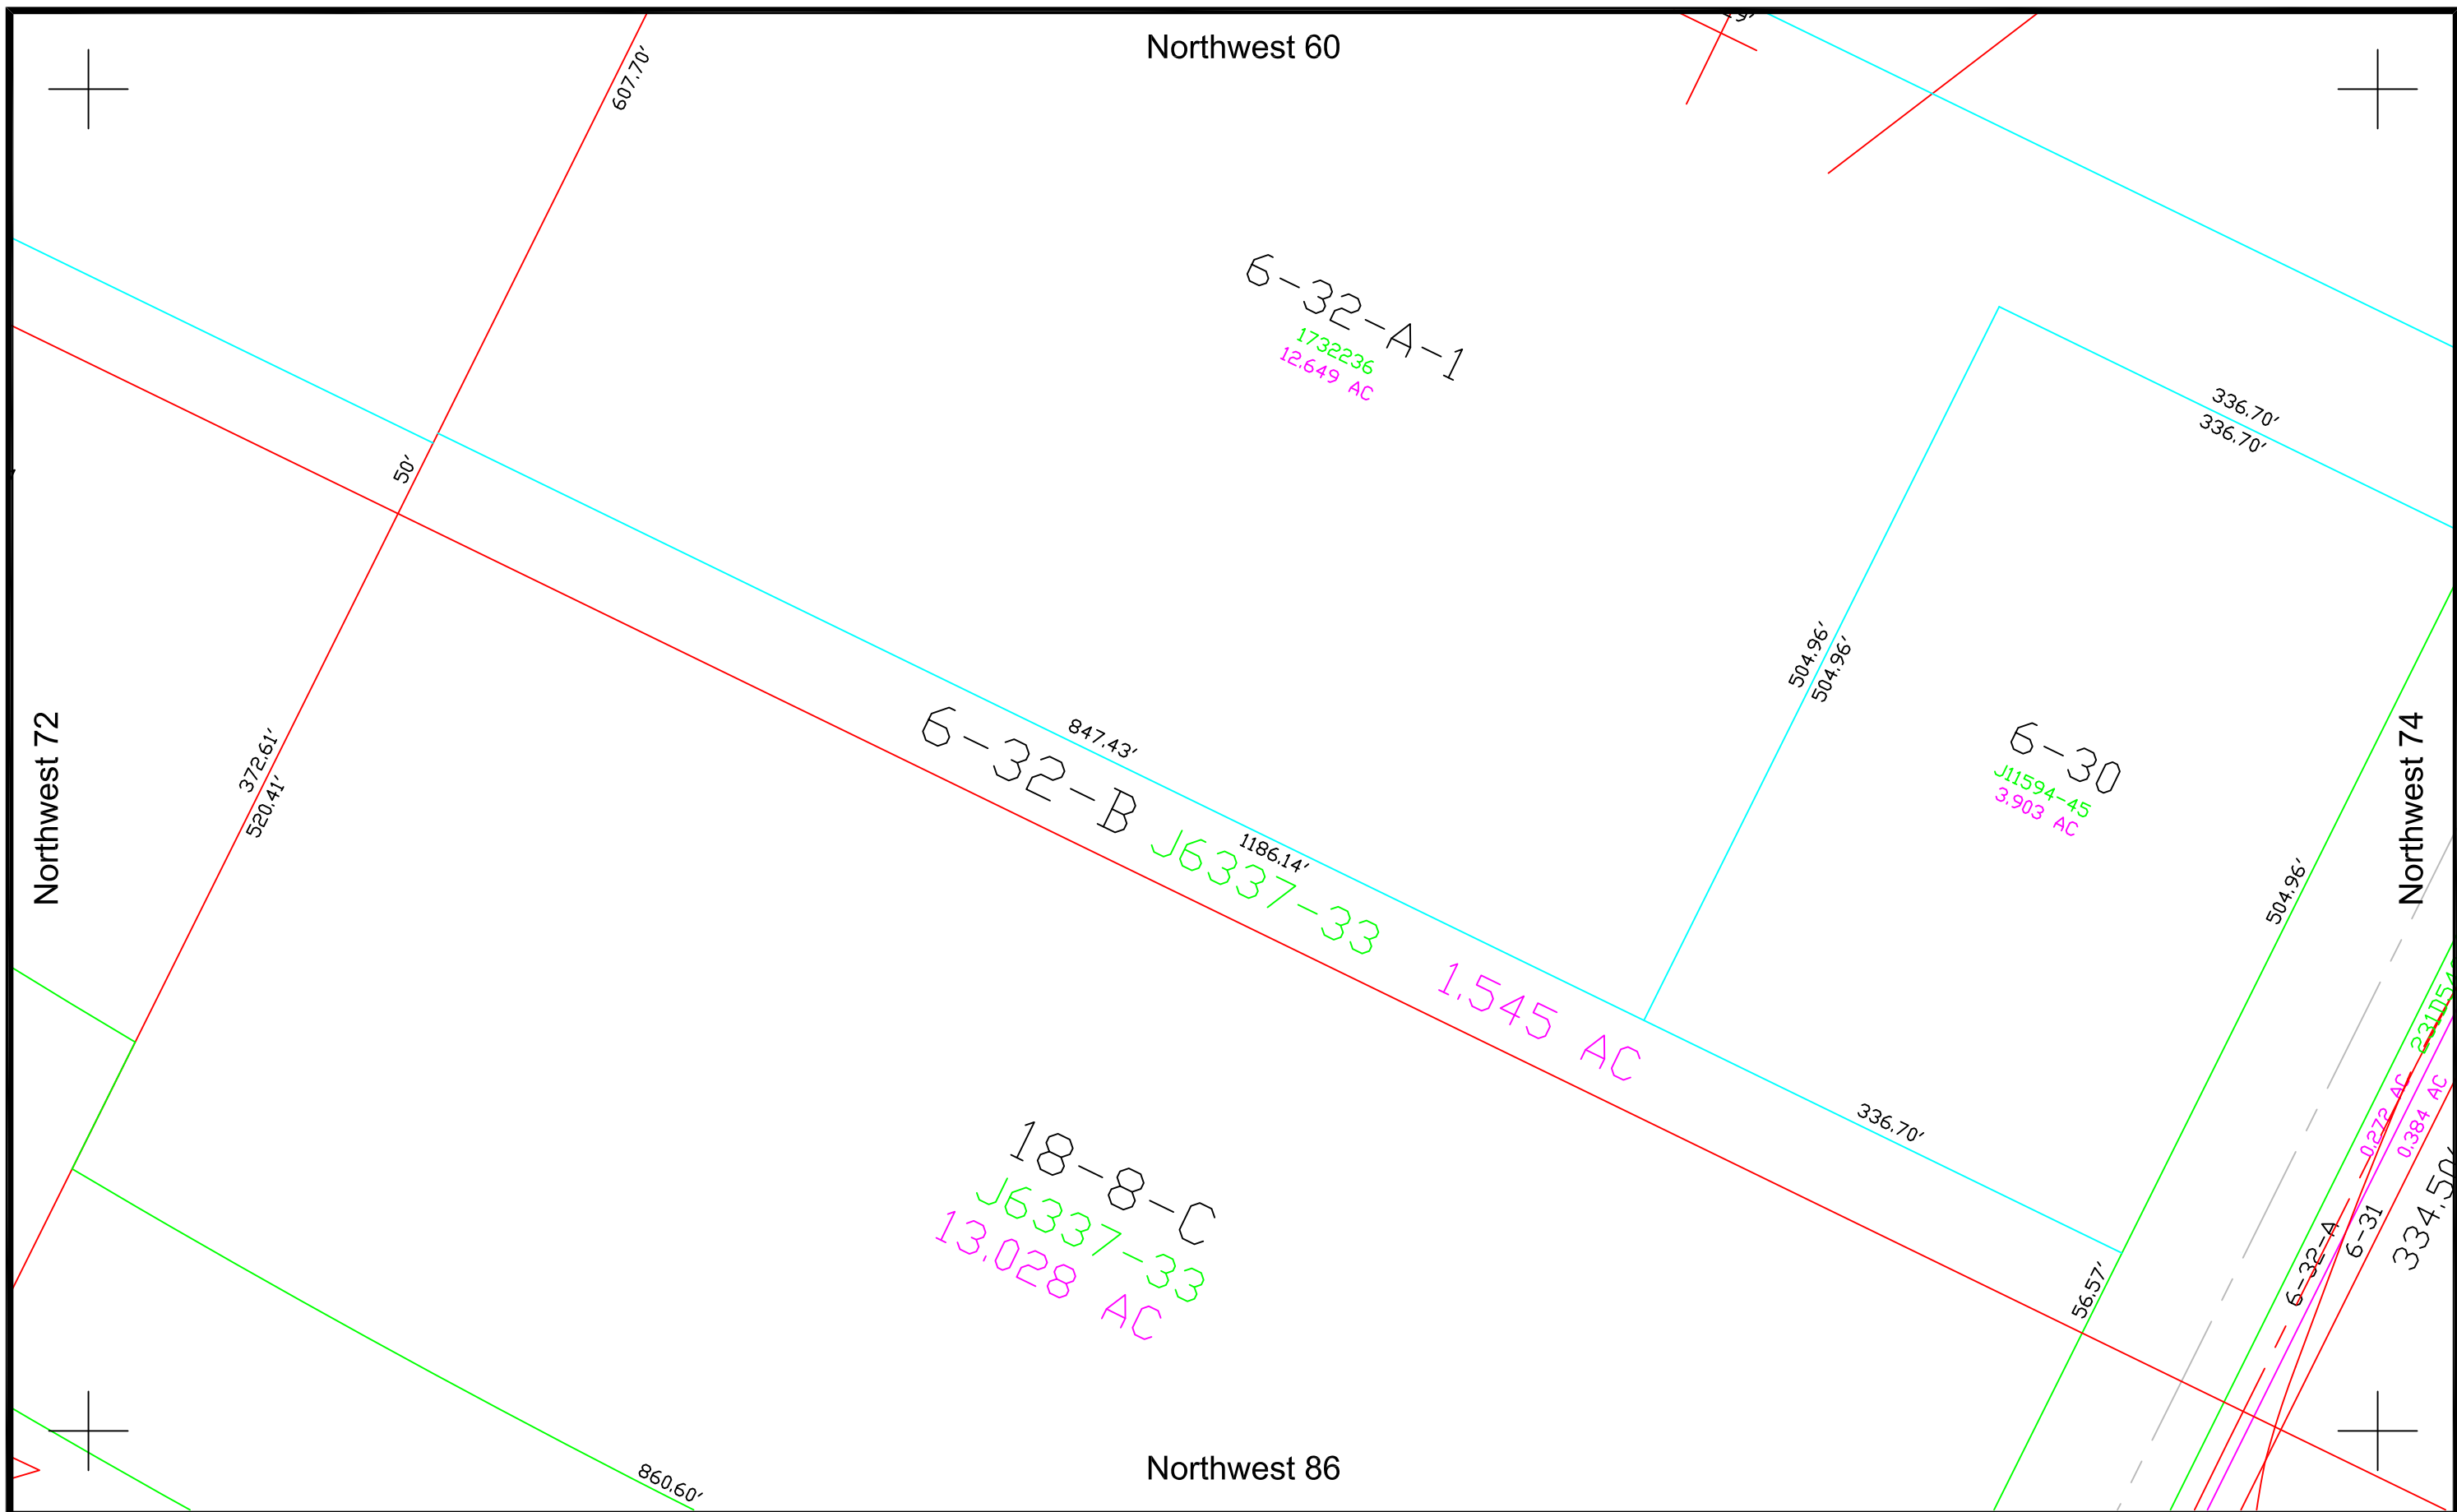 Northwest 60
607.70'
6-32-A-1
1732236
12.649 AC
336.70'
336.70'
50'
504.96'
504.96'
6-30
J11594-45
3.903 AC
Northwest 72
Northwest 74
372.61'
520.41'
847.43'
6-32-B
J6337-33
1.545 AC
1186.14'
504.96'
336.70'
0.272 AC
0.384 AC
18-8-C
J6337-33
13.028 AC
56.57'
6-32-A
6-31
334.50'
860.60'
Northwest 86